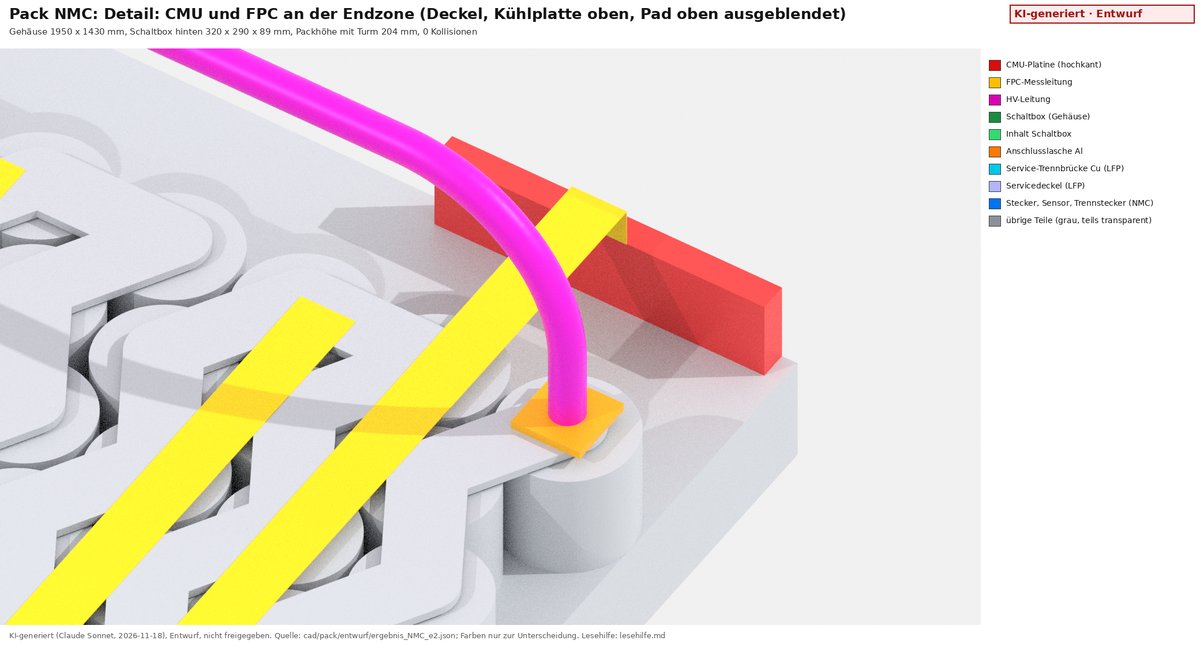 Pack NMC: Detail: CMU und FPC an der Endzone (Deckel, Kühlplatte oben, Pad oben ausgeblendet)
KI-generiert · Entwurf
Gehäuse 1950 x 1430 mm, Schaltbox hinten 320 x 290 x 89 mm, Packhöhe mit Turm 204 mm, 0 Kollisionen
CMU-Platine (hochkant)
FPC-Messleitung
HV-Leitung
Schaltbox (Gehäuse)
Inhalt Schaltbox
Anschlusslasche Al
Service-Trennbrücke Cu (LFP)
Servicedeckel (LFP)
Stecker, Sensor, Trennstecker (NMC)
übrige Teile (grau, teils transparent)
KI-generiert (Claude Sonnet, 2026-11-18), Entwurf, nicht freigegeben. Quelle: cad/pack/entwurf/ergebnis_NMC_e2.json; Farben nur zur Unterscheidung. Lesehilfe: lesehilfe.md